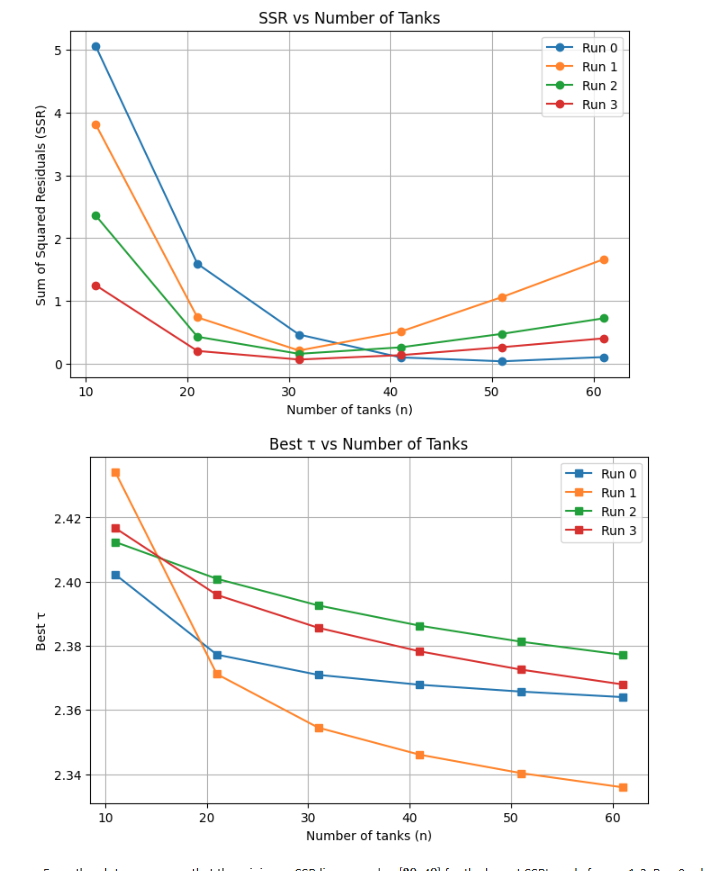 SSR vs Number of Tanks
Run 0
Run 1
Run 2
Run 3
5
4
3
2
1
0
Sum of Squared Residuals (SSR)
10 20 30 40 50 60
Number of tanks (n)
Best τ vs Number of Tanks
Run 0
Run 1
Run 2
Run 3
2.42
2.40
2.38
2.36
2.34
Best τ
10 20 30 40 50 60
Number of tanks (n)